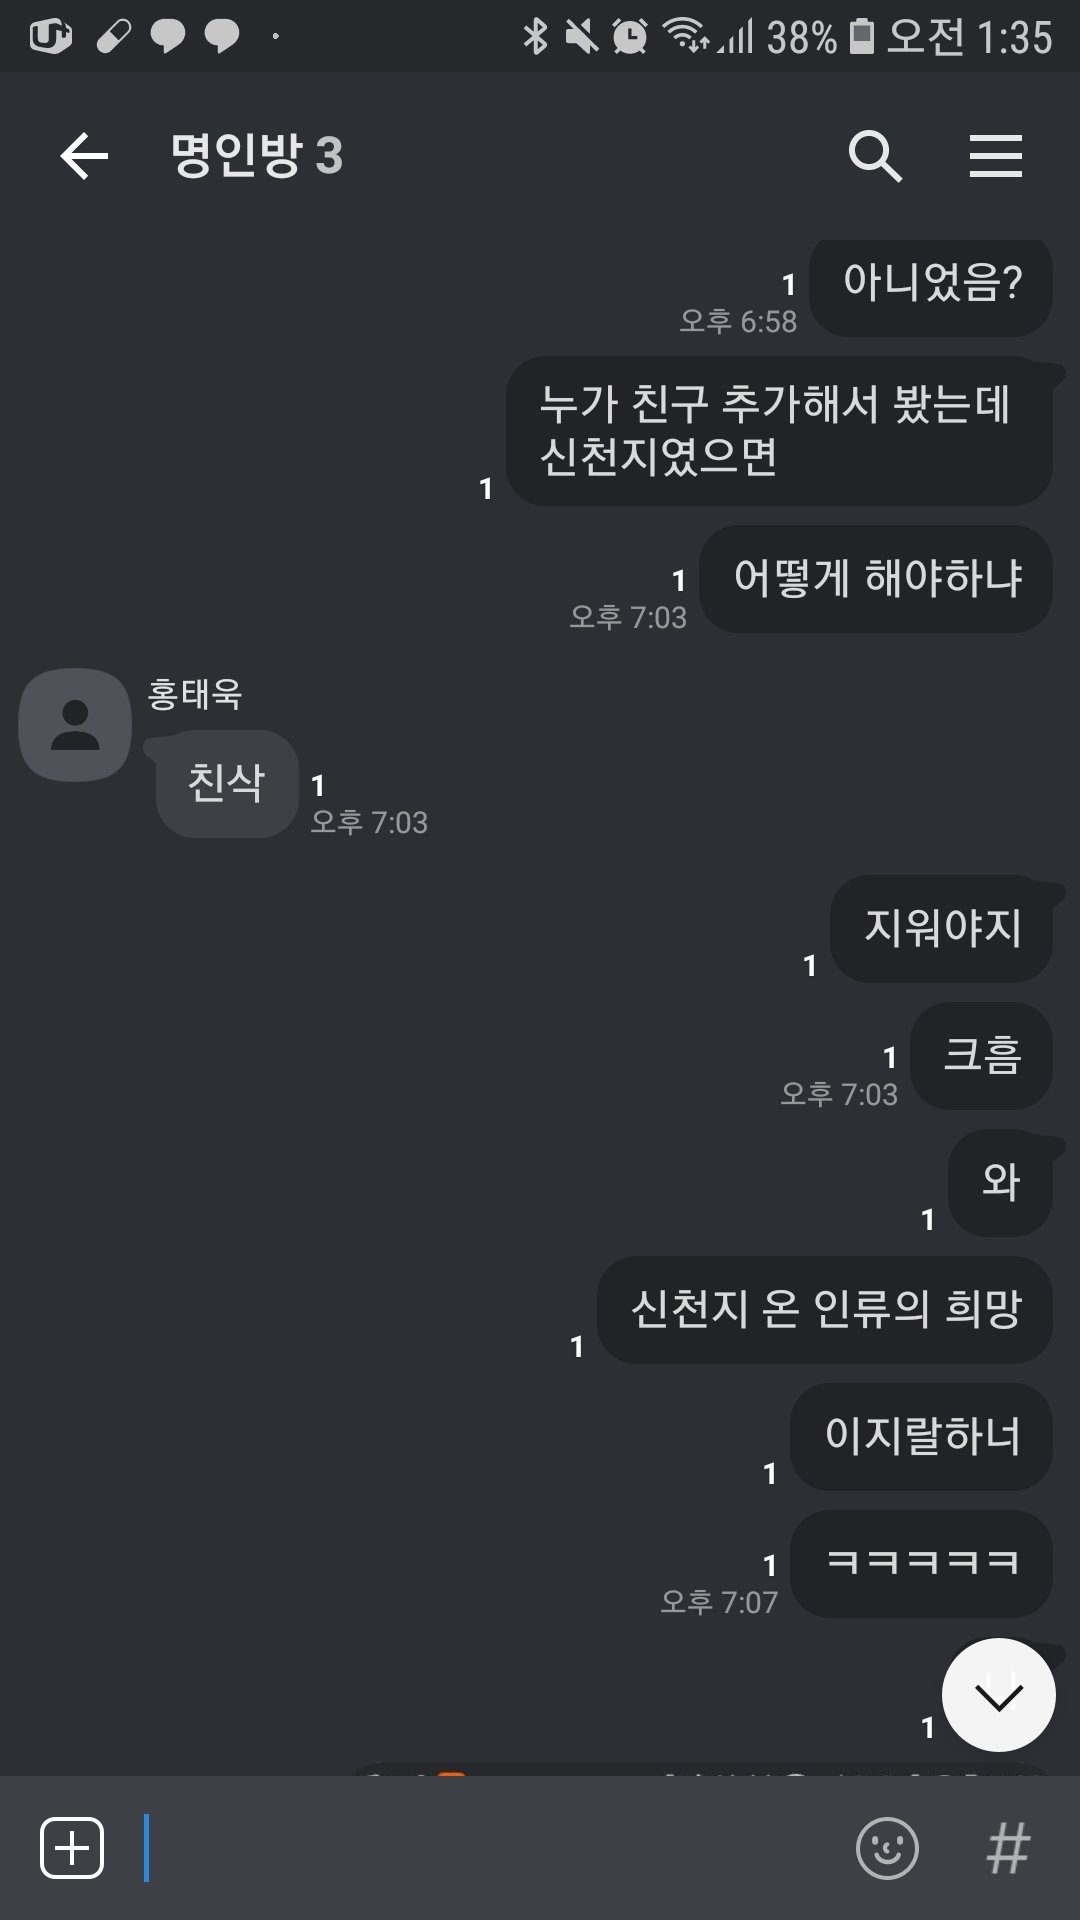 38% 오전 1:35
명인방 3
아니었음?
1
오후 6:58
누가 친구 추가해서 봤는데
신천지였으면
1
어떻게 해야하냐
1
오후 7:03
홍태욱
친삭
1
오후 7:03
지워야지
1
크흠
1
오후 7:03
와
1
신천지 온 인류의 희망
1
이지랄하너
1
ㅋㅋㅋㅋㅋ
1
오후 7:07
1
#